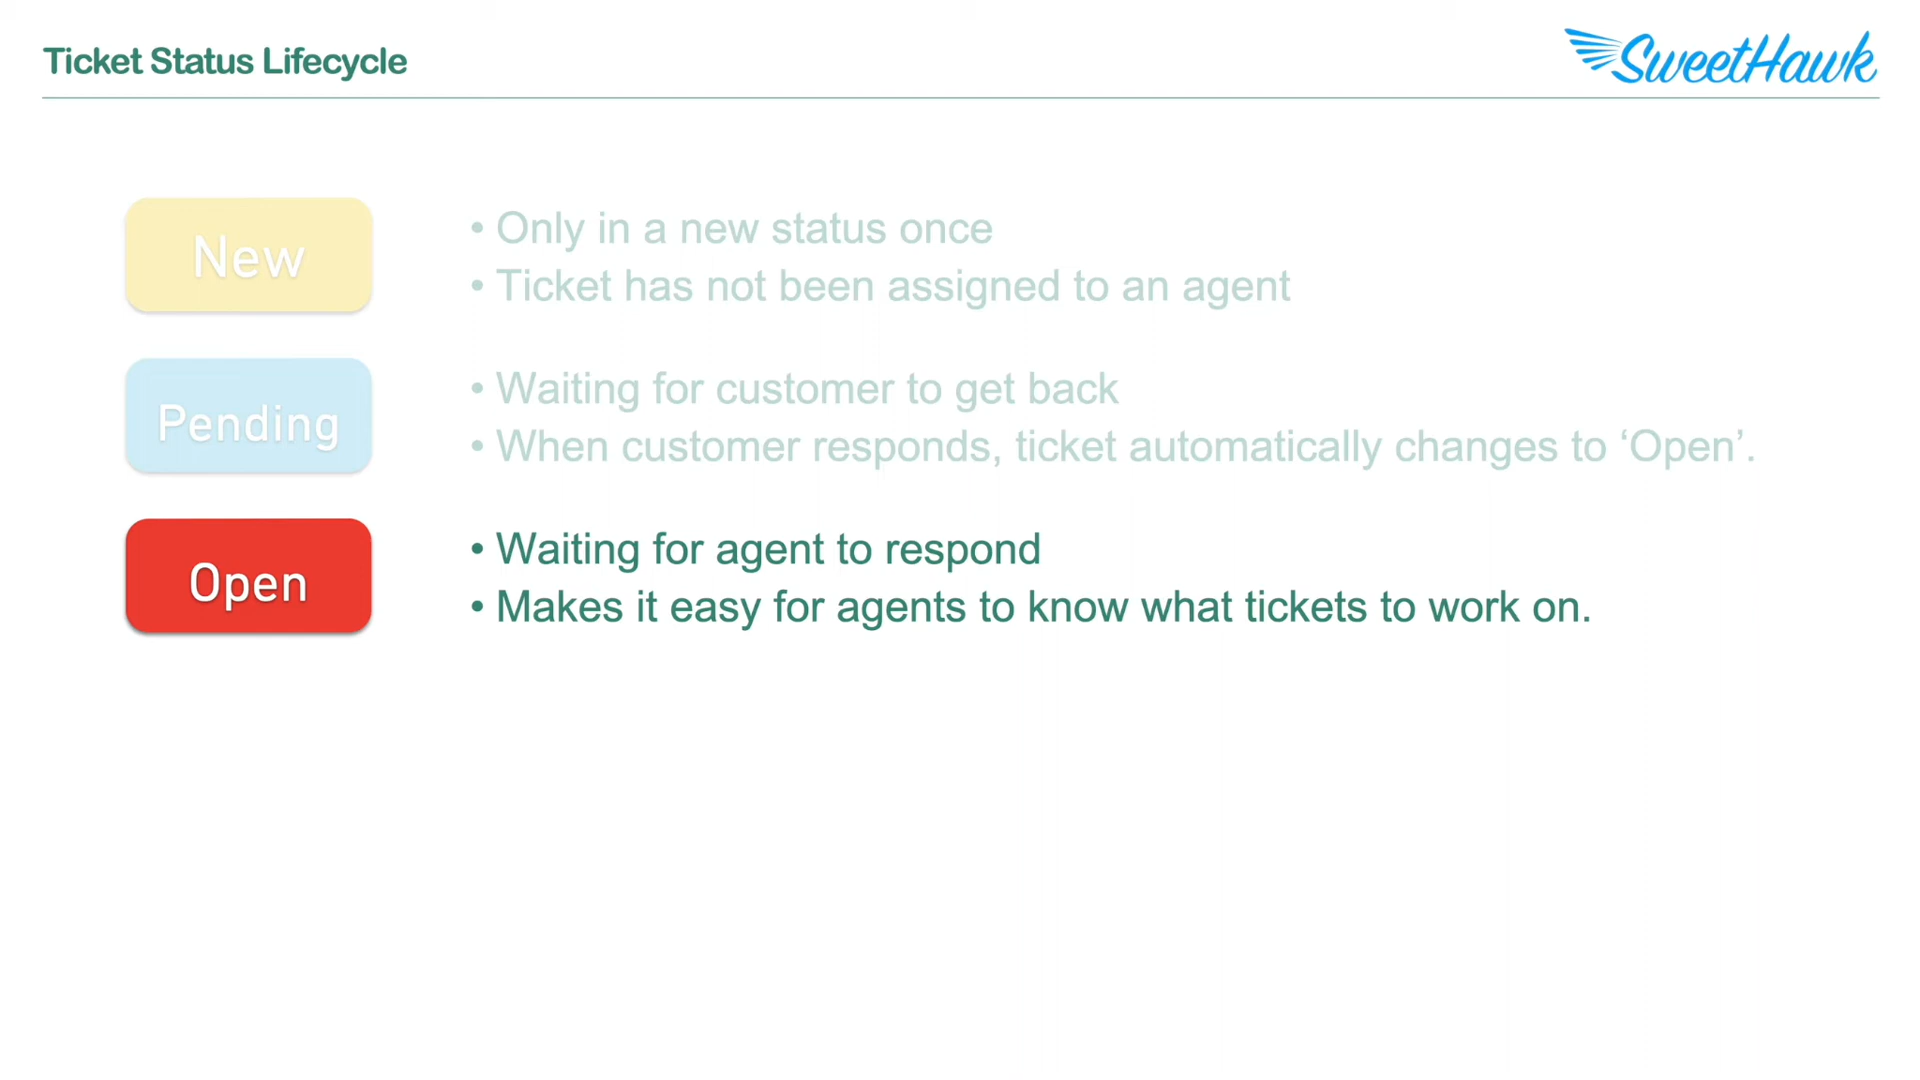 Ticket Status Lifecycle
SweetHawk
New
• Only in a new status once
• Ticket has not been assigned to an agent
Pending
• Waiting for customer to get back
• When customer responds, ticket automatically changes to ‘Open’.
Open
• Waiting for agent to respond
• Makes it easy for agents to know what tickets to work on.